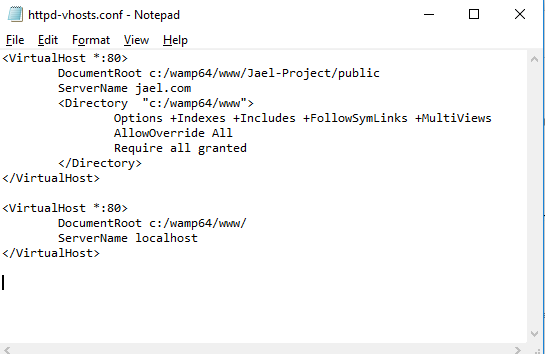 httpd-vhosts.conf - Notepad
File Edit Format View Help
<VirtualHost *:80>
DocumentRoot c:/wamp64/www/Jael-Project/public
ServerName jael.com
<Directory  "c:/wamp64/www">
Options +Indexes +Includes +FollowSymLinks +MultiViews
AllowOverride All
Require all granted
</Directory>
</VirtualHost>
<VirtualHost *:80>
DocumentRoot c:/wamp64/www/
ServerName localhost
</VirtualHost>